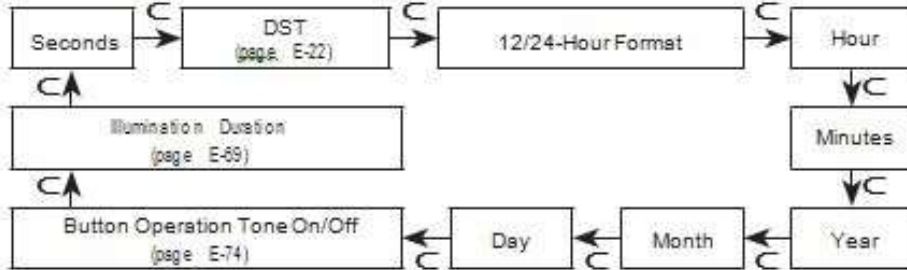 Seconds
DST
(page E-22)
12/24-Hour Format
Hour
Minutes
Year
Month
Day
Button Operation Tone On/Off
(page E-74)
Illumination Duration
(page E-69)
C
C
C
C
C
C
C
C
C
C